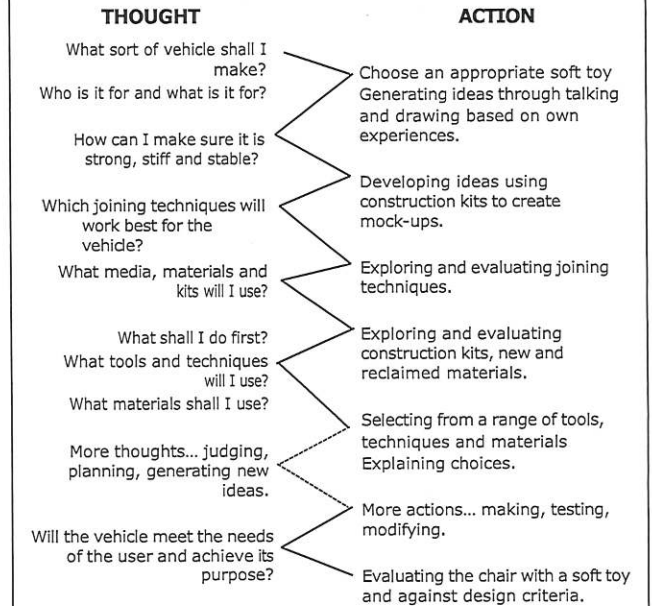 THOUGHT
ACTION
What sort of vehicle shall I
make?
Who is it for and what is it for?
Choose an appropriate soft toy
Generating ideas through talking
and drawing based on own
experiences.
How can I make sure it is
strong, stiff and stable?
Developing ideas using
construction kits to create
mock-ups.
Which joining techniques will
work best for the
vehicle?
Exploring and evaluating joining
techniques.
What media, materials and
kits will I use?
Exploring and evaluating
construction kits, new and
reclaimed materials.
What shall I do first?
What tools and techniques
will I use?
What materials shall I use?
Selecting from a range of tools,
techniques and materials
Explaining choices.
More thoughts... judging,
planning, generating new
ideas.
More actions... making, testing,
modifying.
Will the vehicle meet the needs
of the user and achieve its
purpose?
Evaluating the chair with a soft toy
and against design criteria.